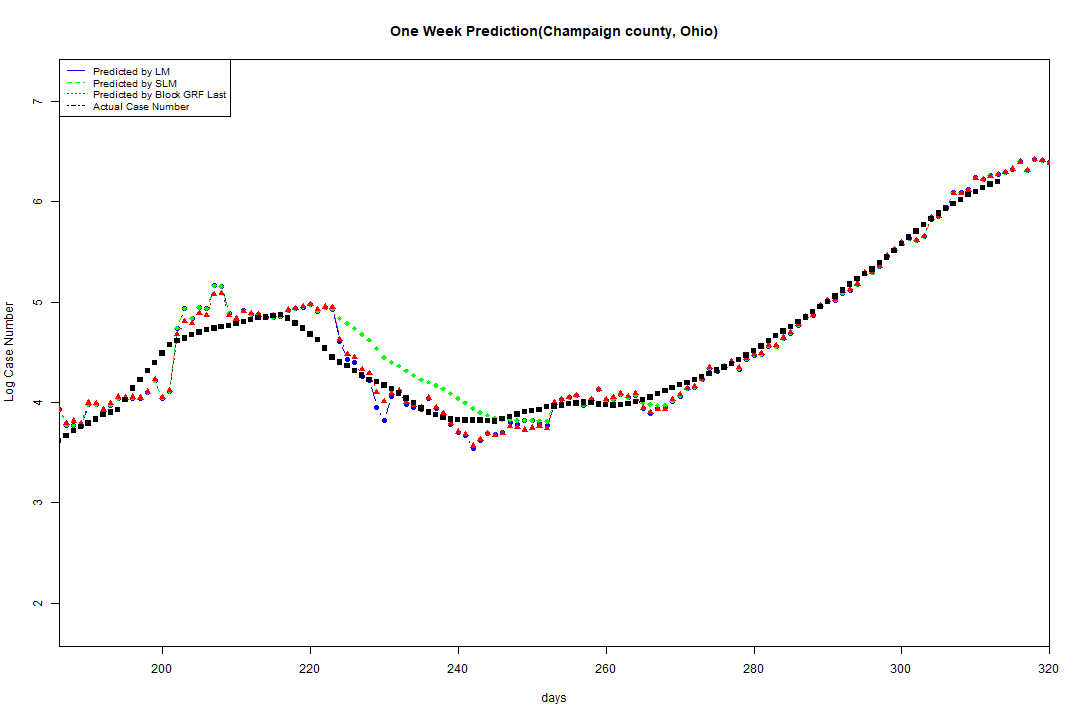 One Week Prediction(Champaign county, Ohio)
Predicted by LM
Predicted by SLM
Predicted by Block GRF Last
Actual Case Number
7
6
5
4
3
2
Log Case Number
200
220
240
260
280
300
320
days